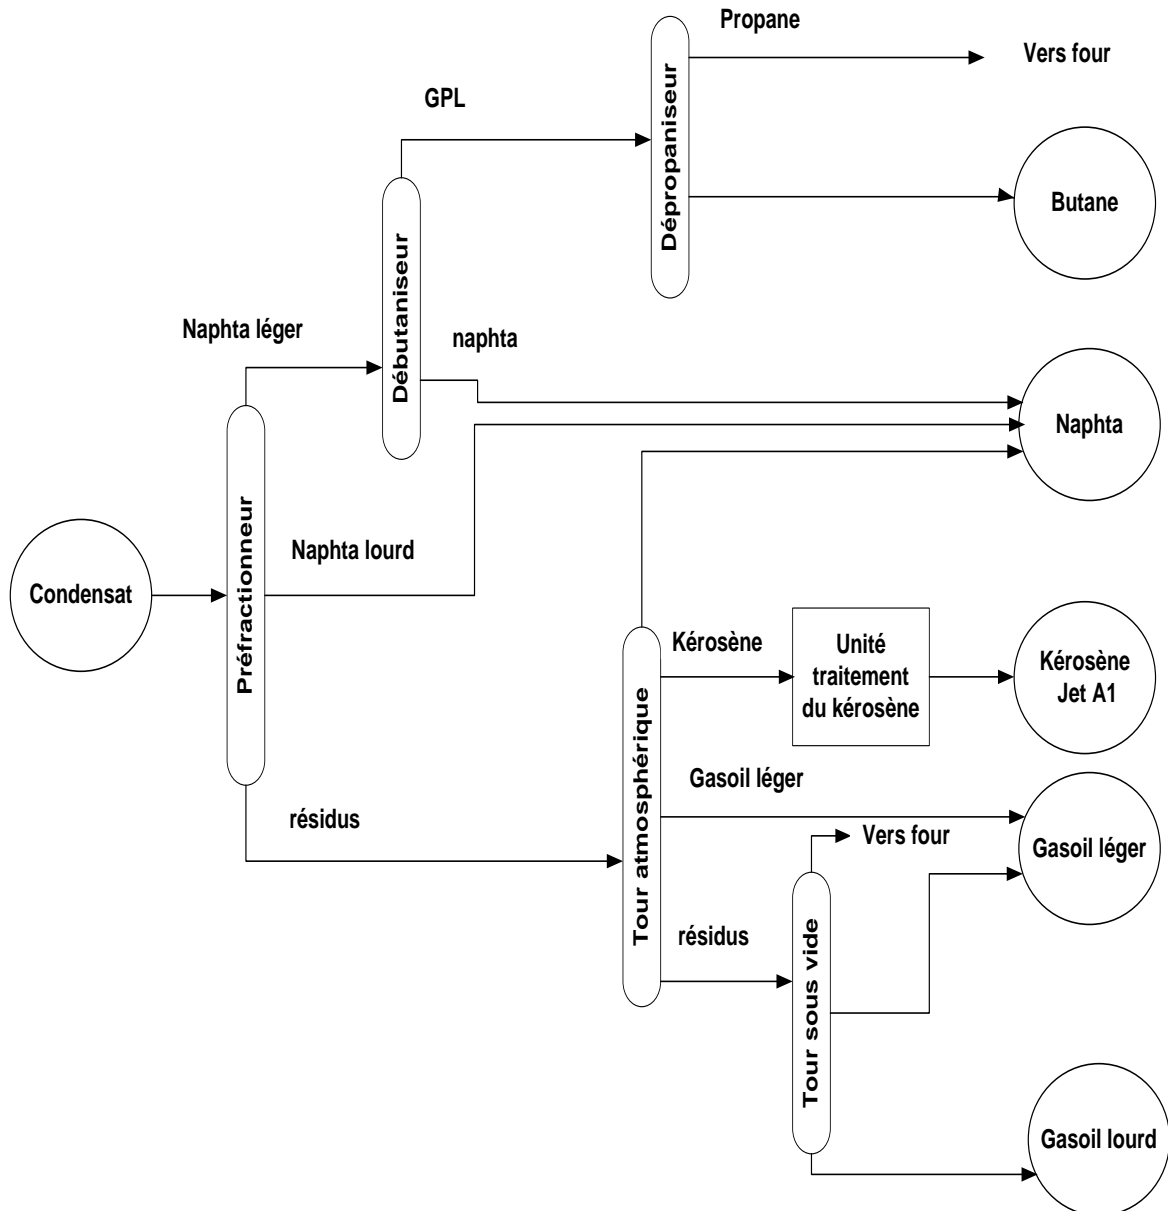 Propane
Vers four
GPL
Dépropaniseur
Butane
Débutaniseur
Naphta léger
naphta
Naphta
Préfractionneur
Naphta lourd
Condensat
Kérosène
Unité
traitement
du kérosène
Kérosène
Jet A1
Tour atmosphérique
Gasoil léger
résidus
Vers four
Gasoil léger
résidus
Tour sous vide
Gasoil lourd